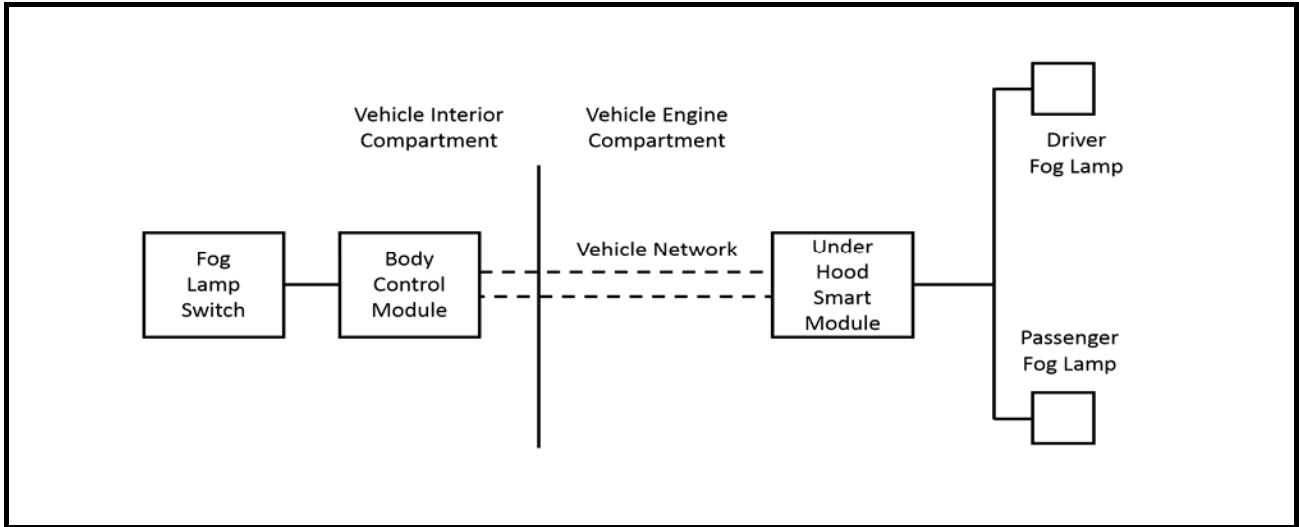 Vehicle Interior
Compartment
Vehicle Engine
Compartment
Driver
Fog Lamp
Fog
Lamp
Switch
Body
Control
Module
Vehicle Network
Under
Hood
Smart
Module
Passenger
Fog Lamp